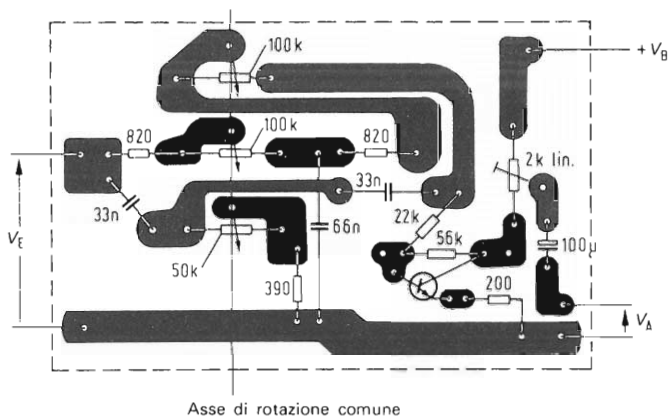 100k
+ V_B
820
100k
820
2k lin.
33n
33n
22k
V_E
66n
56k
100µ
50k
390
200
V_A
Asse di rotazione comune